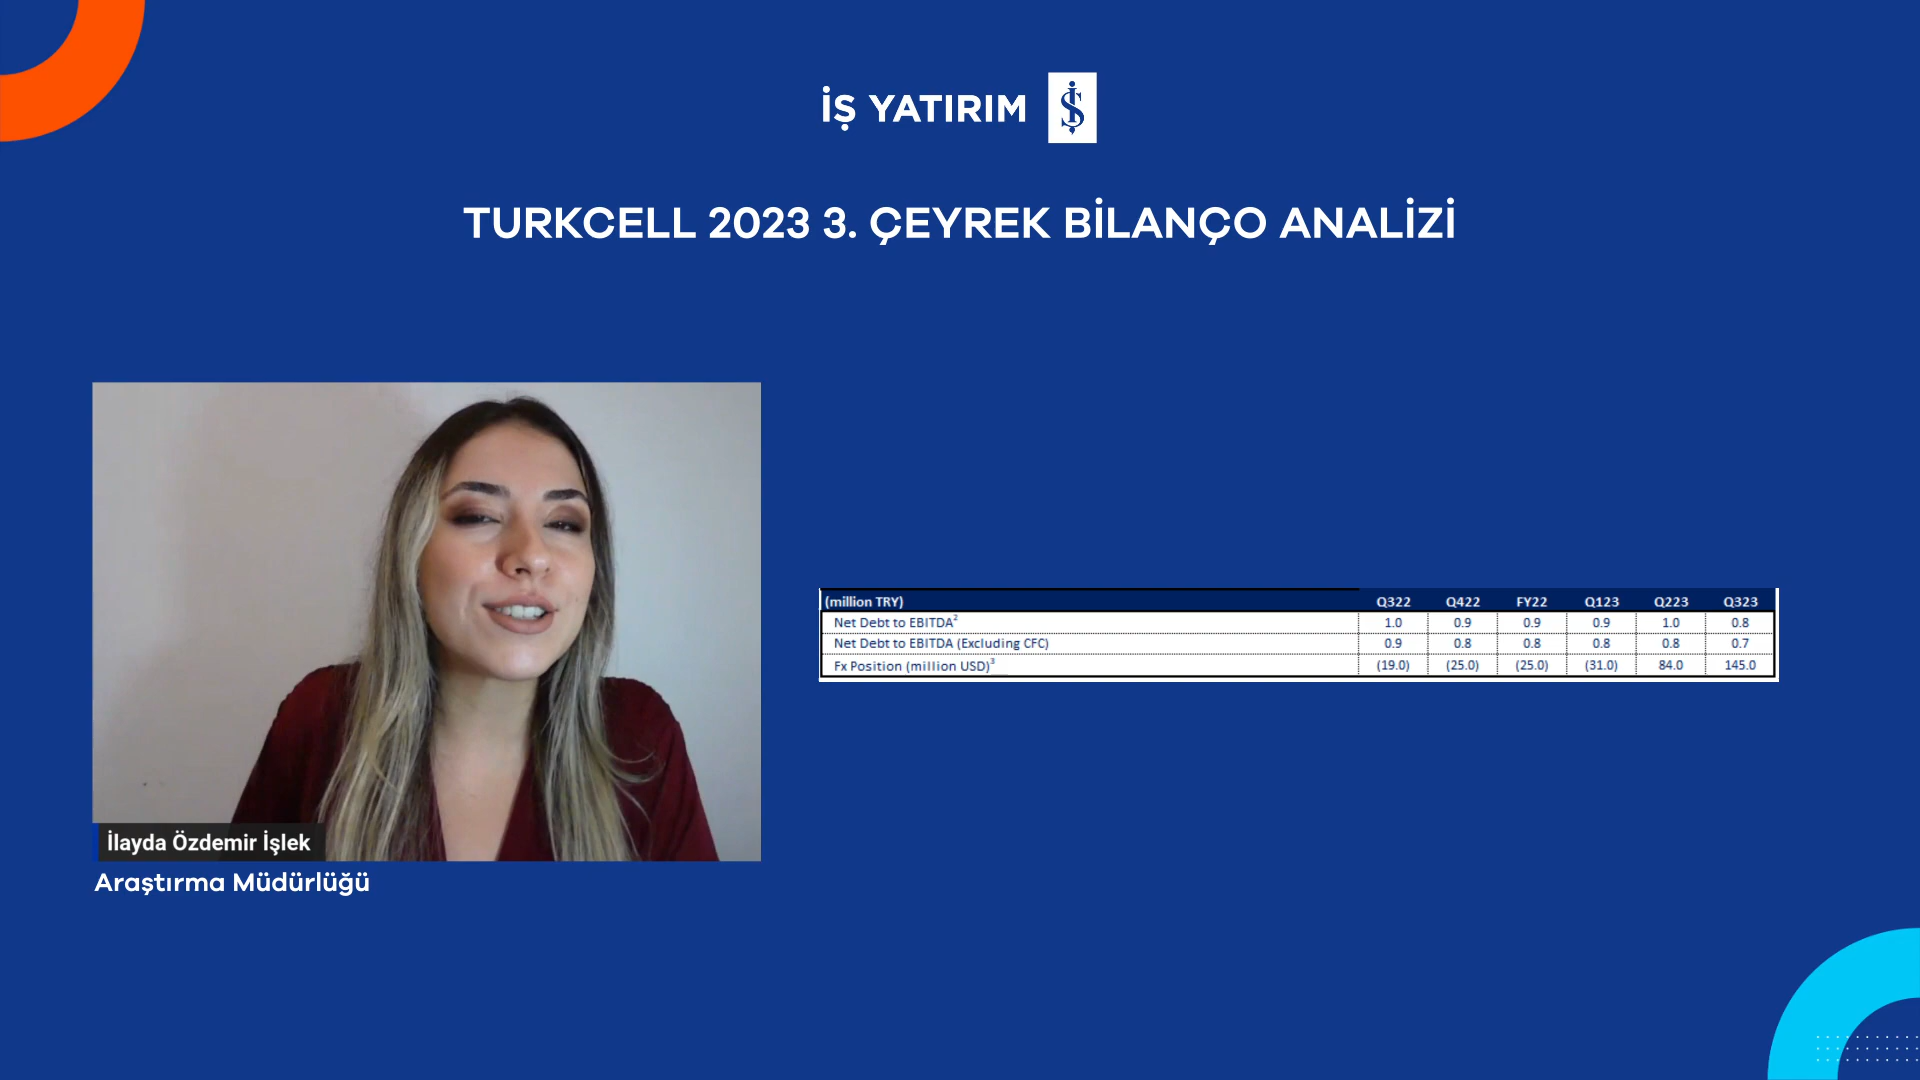 İŞ YATIRIM
TURKCELL 2023 3. ÇEYREK BİLANÇO ANALİZİ
(million TRY) Q322 Q422 FY22 Q123 Q223 Q323
Net Debt to EBITDA² 1.0 0.9 0.9 0.9 1.0 0.8
Net Debt to EBITDA (Excluding CFC) 0.9 0.8 0.8 0.8 0.8 0.7
Fx Position (million USD)³ (19.0) (25.0) (25.0) (31.0) 84.0 145.0
İlayda Özdemir İşlek
Araştırma Müdürlüğü